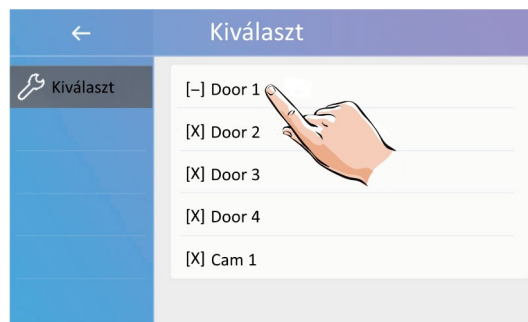 Kiválaszt
Kiválaszt
[–] Door 1
[X] Door 2
[X] Door 3
[X] Door 4
[X] Cam 1